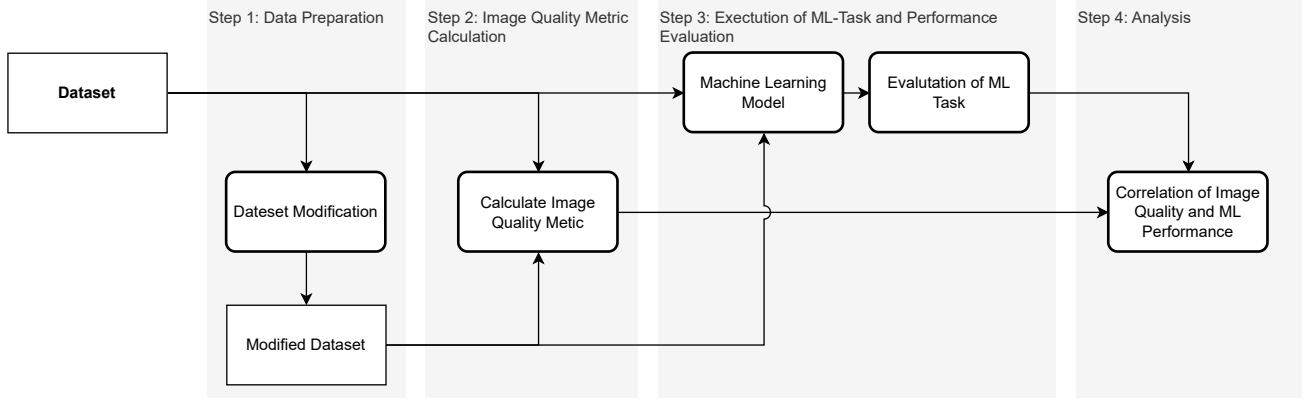 Step 1: Data Preparation
Step 2: Image Quality Metric
Calculation
Step 3: Exectution of ML-Task and Performance
Evaluation
Step 4: Analysis
Dataset
Machine Learning
Model
Evalutation of ML
Task
Dateset Modification
Calculate Image
Quality Metic
Correlation of Image
Quality and ML
Performance
Modified Dataset